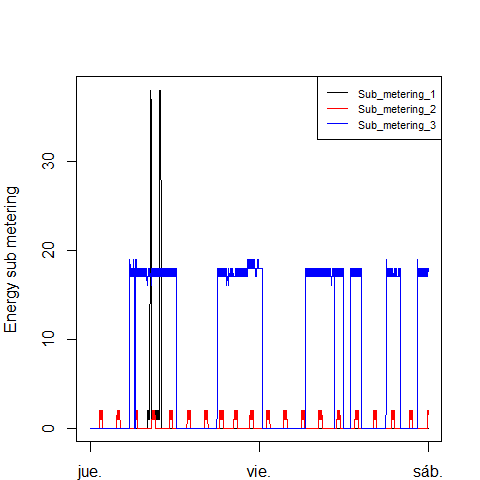 Sub_metering_1
Sub_metering_2
Sub_metering_3
Energy sub metering
30
20
10
0
jue.
vie.
sáb.